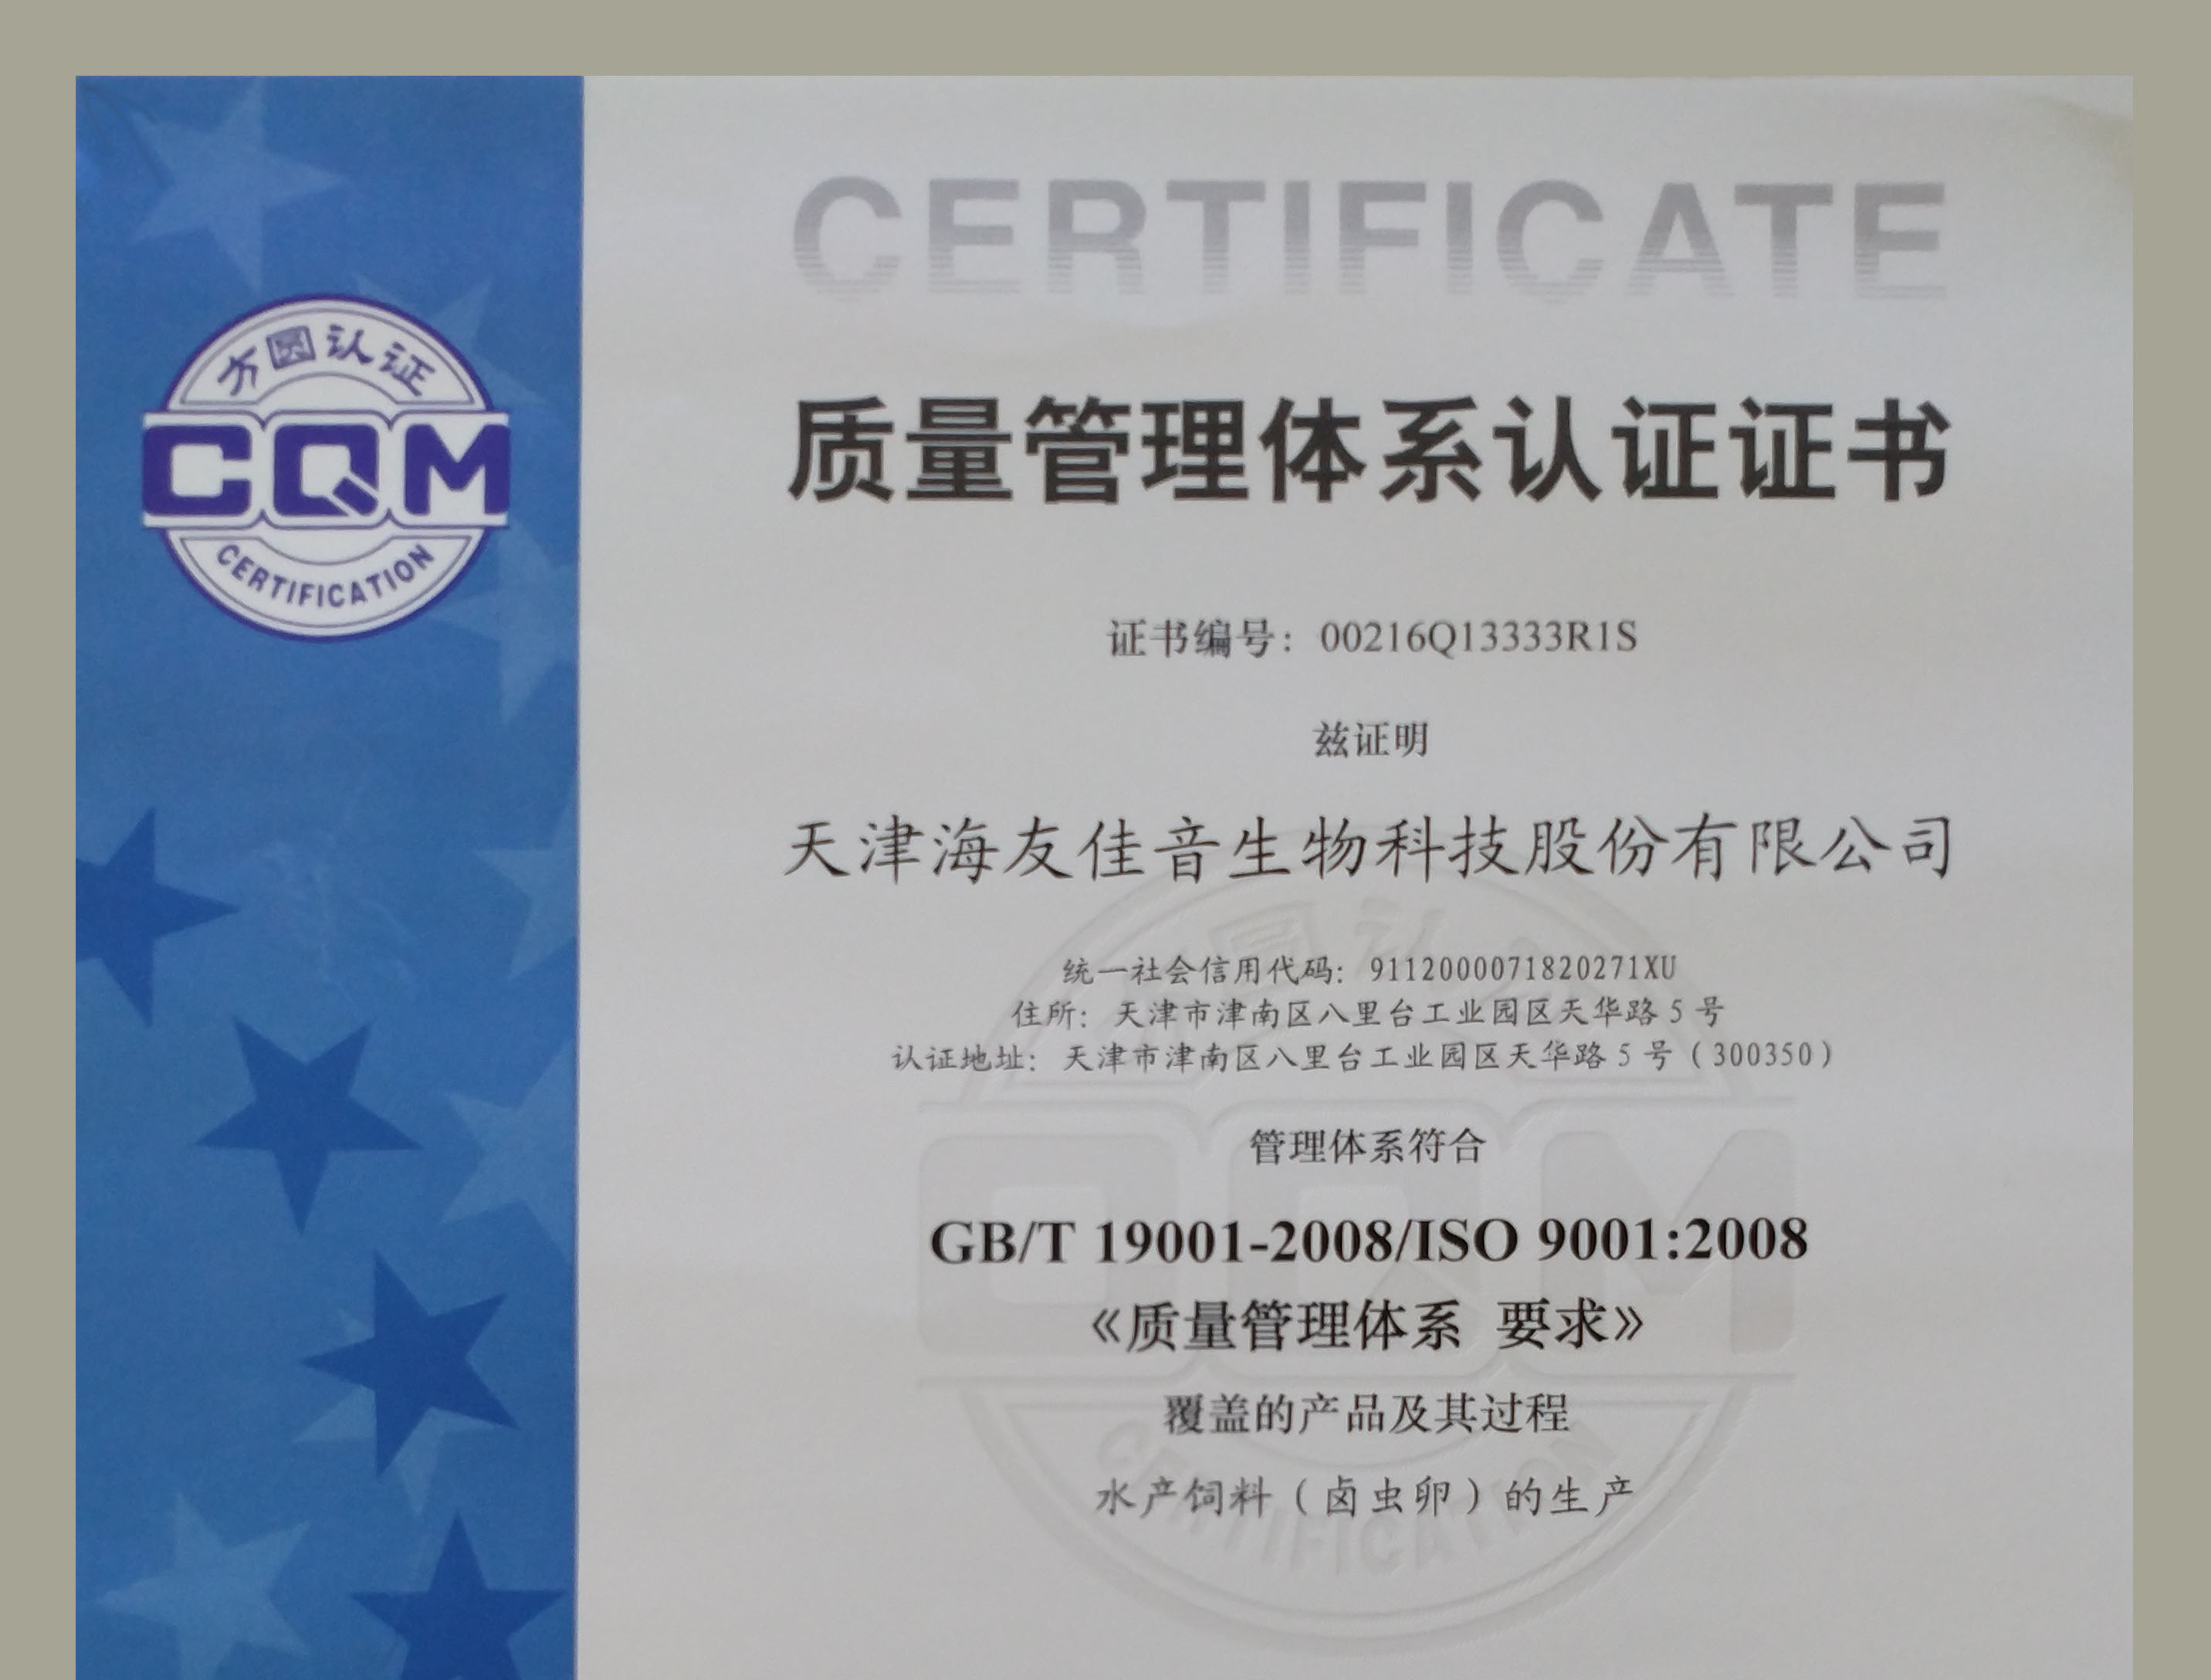 CERTIFICATE
方圆认证
CQM
CERTIFICATION
质量管理体系认证证书
证书编号：00216Q13333R1S
兹证明
天津海友佳音生物科技股份有限公司
统一社会信用代码：9112000071820271XU
住所：天津市津南区八里台工业园区天华路5号
认证地址：天津市津南区八里台工业园区天华路5号（300350）
管理体系符合
GB/T 19001-2008/ISO 9001:2008
《质量管理体系 要求》
覆盖的产品及其过程
水产饲料（卤虫卵）的生产